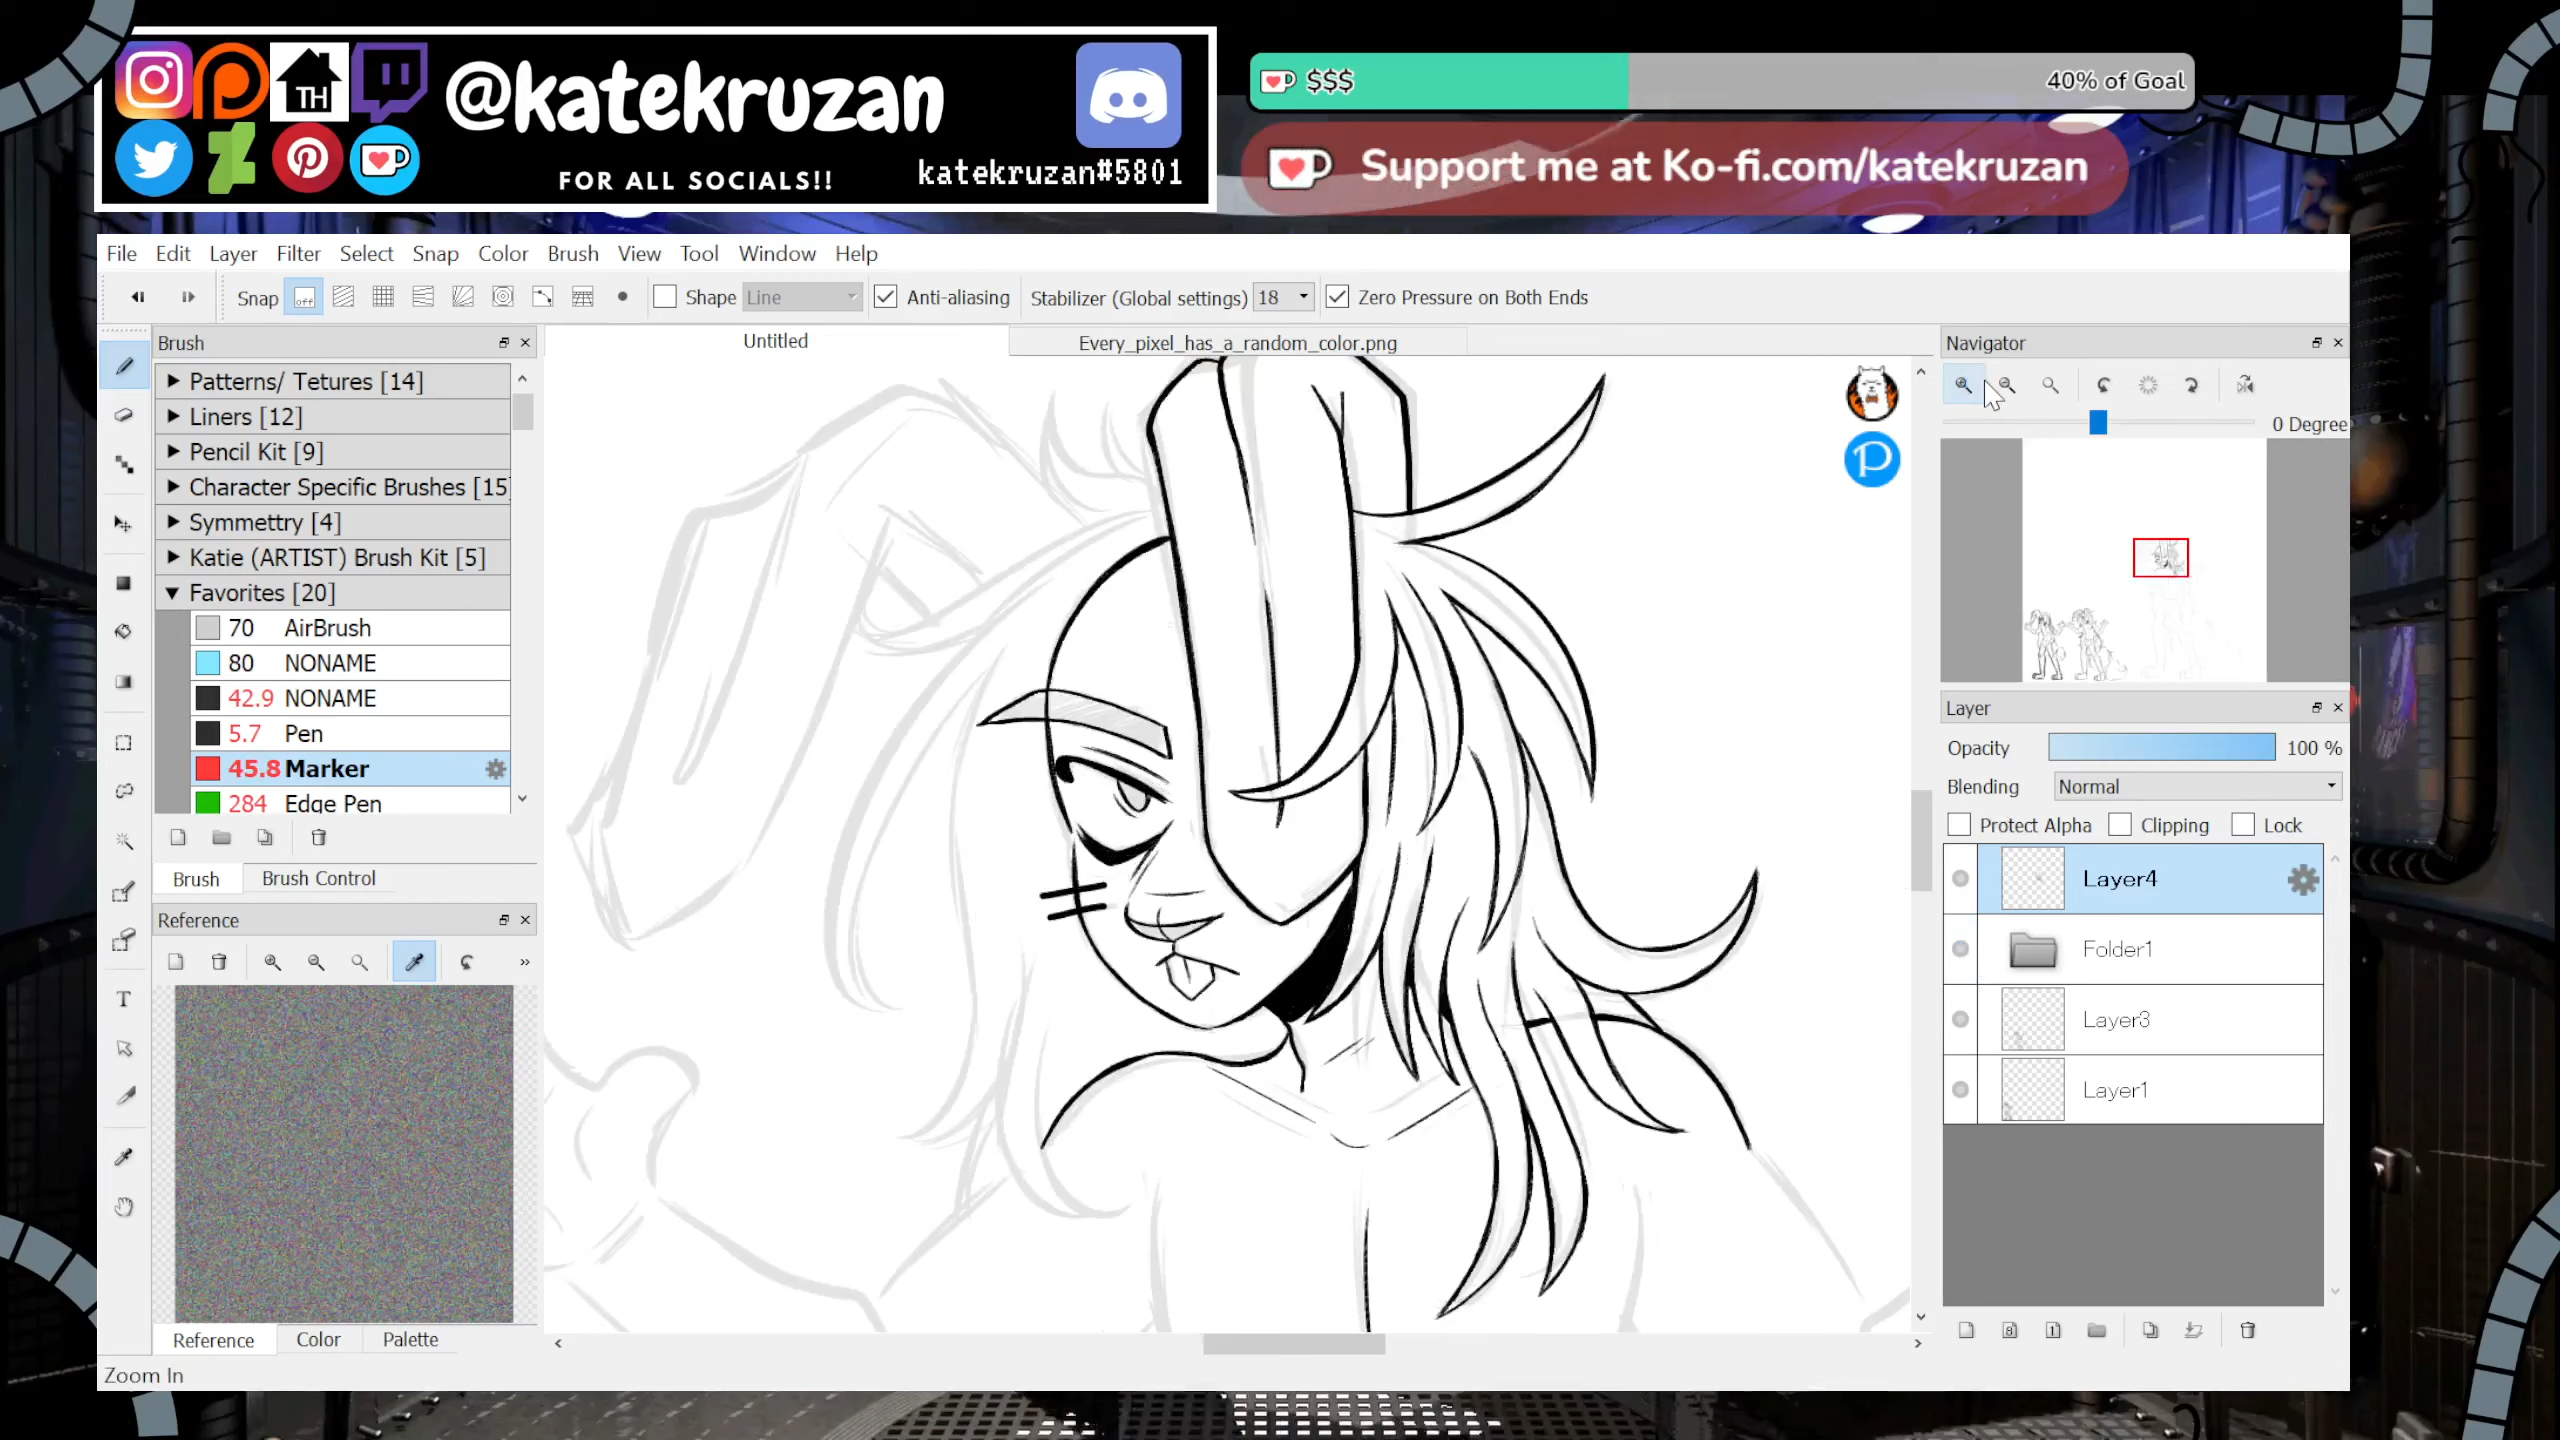 TH
@katekruzan
FOR ALL SOCIALS!!
katekruzan#5801
$$$
40% of Goal
Support me at Ko-fi.com/katekruzan
File Edit Layer Filter Select Snap Color Brush View Tool Window Help
Snap off Shape Line Anti-aliasing Stabilizer (Global settings) 18 Zero Pressure on Both Ends
Brush
Patterns/ Tetures [14]
Liners [12]
Pencil Kit [9]
Character Specific Brushes [15]
Symmettry [4]
Katie (ARTIST) Brush Kit [5]
Favorites [20]
70 AirBrush
80 NONAME
42.9 NONAME
5.7 Pen
45.8 Marker
284 Edge Pen
Brush Brush Control
Reference
»
T
Reference Color Palette
Zoom In
Untitled
Every_pixel_has_a_random_color.png
P
Navigator
0 Degree
Layer
Opacity 100 %
Blending Normal
Protect Alpha Clipping Lock
Layer4
Folder1
Layer3
Layer1
8 1